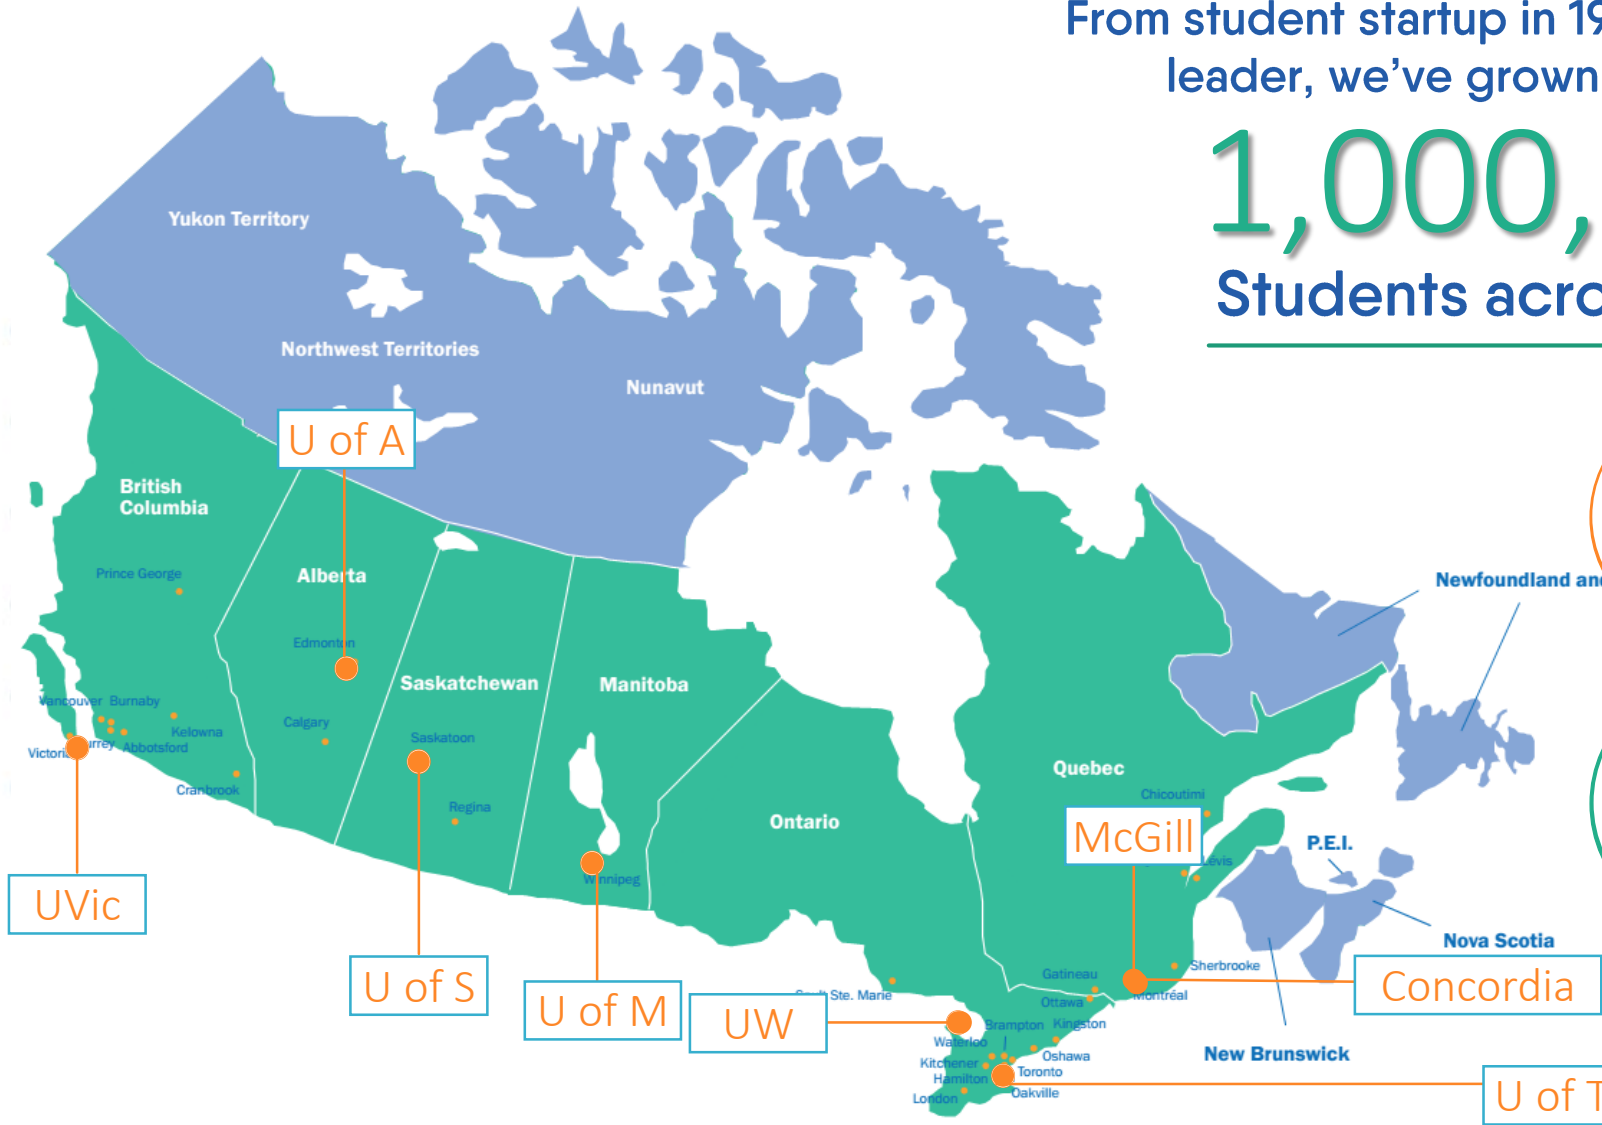 From student startup in 19
leader, we've grown
1,000,
Students acro
Yukon Territory
Northwest Territories
Nunavut
U of A
British
Columbia
Prince George
Alberta
Edmonton
Saskatchewan
Manitoba
Newfoundland and
Vancouver Burnaby
Kelowna
Calgary
Saskatoon
Victoria
urrey
Abbotsford
Quebec
Cranbrook
Chicoutimi
Regina
Ontario
McGill
P.E.I.
Lévis
Winnipeg
UVic
Nova Scotia
Sherbrooke
Gatineau
U of S
Concordia
Ste. Marie
Ottawa
Montréal
U of M
UW
Brampton
Kingston
Waterloo
Oshawa
New Brunswick
Kitchener
Toronto
Hamilton
Oakville
London
U of T